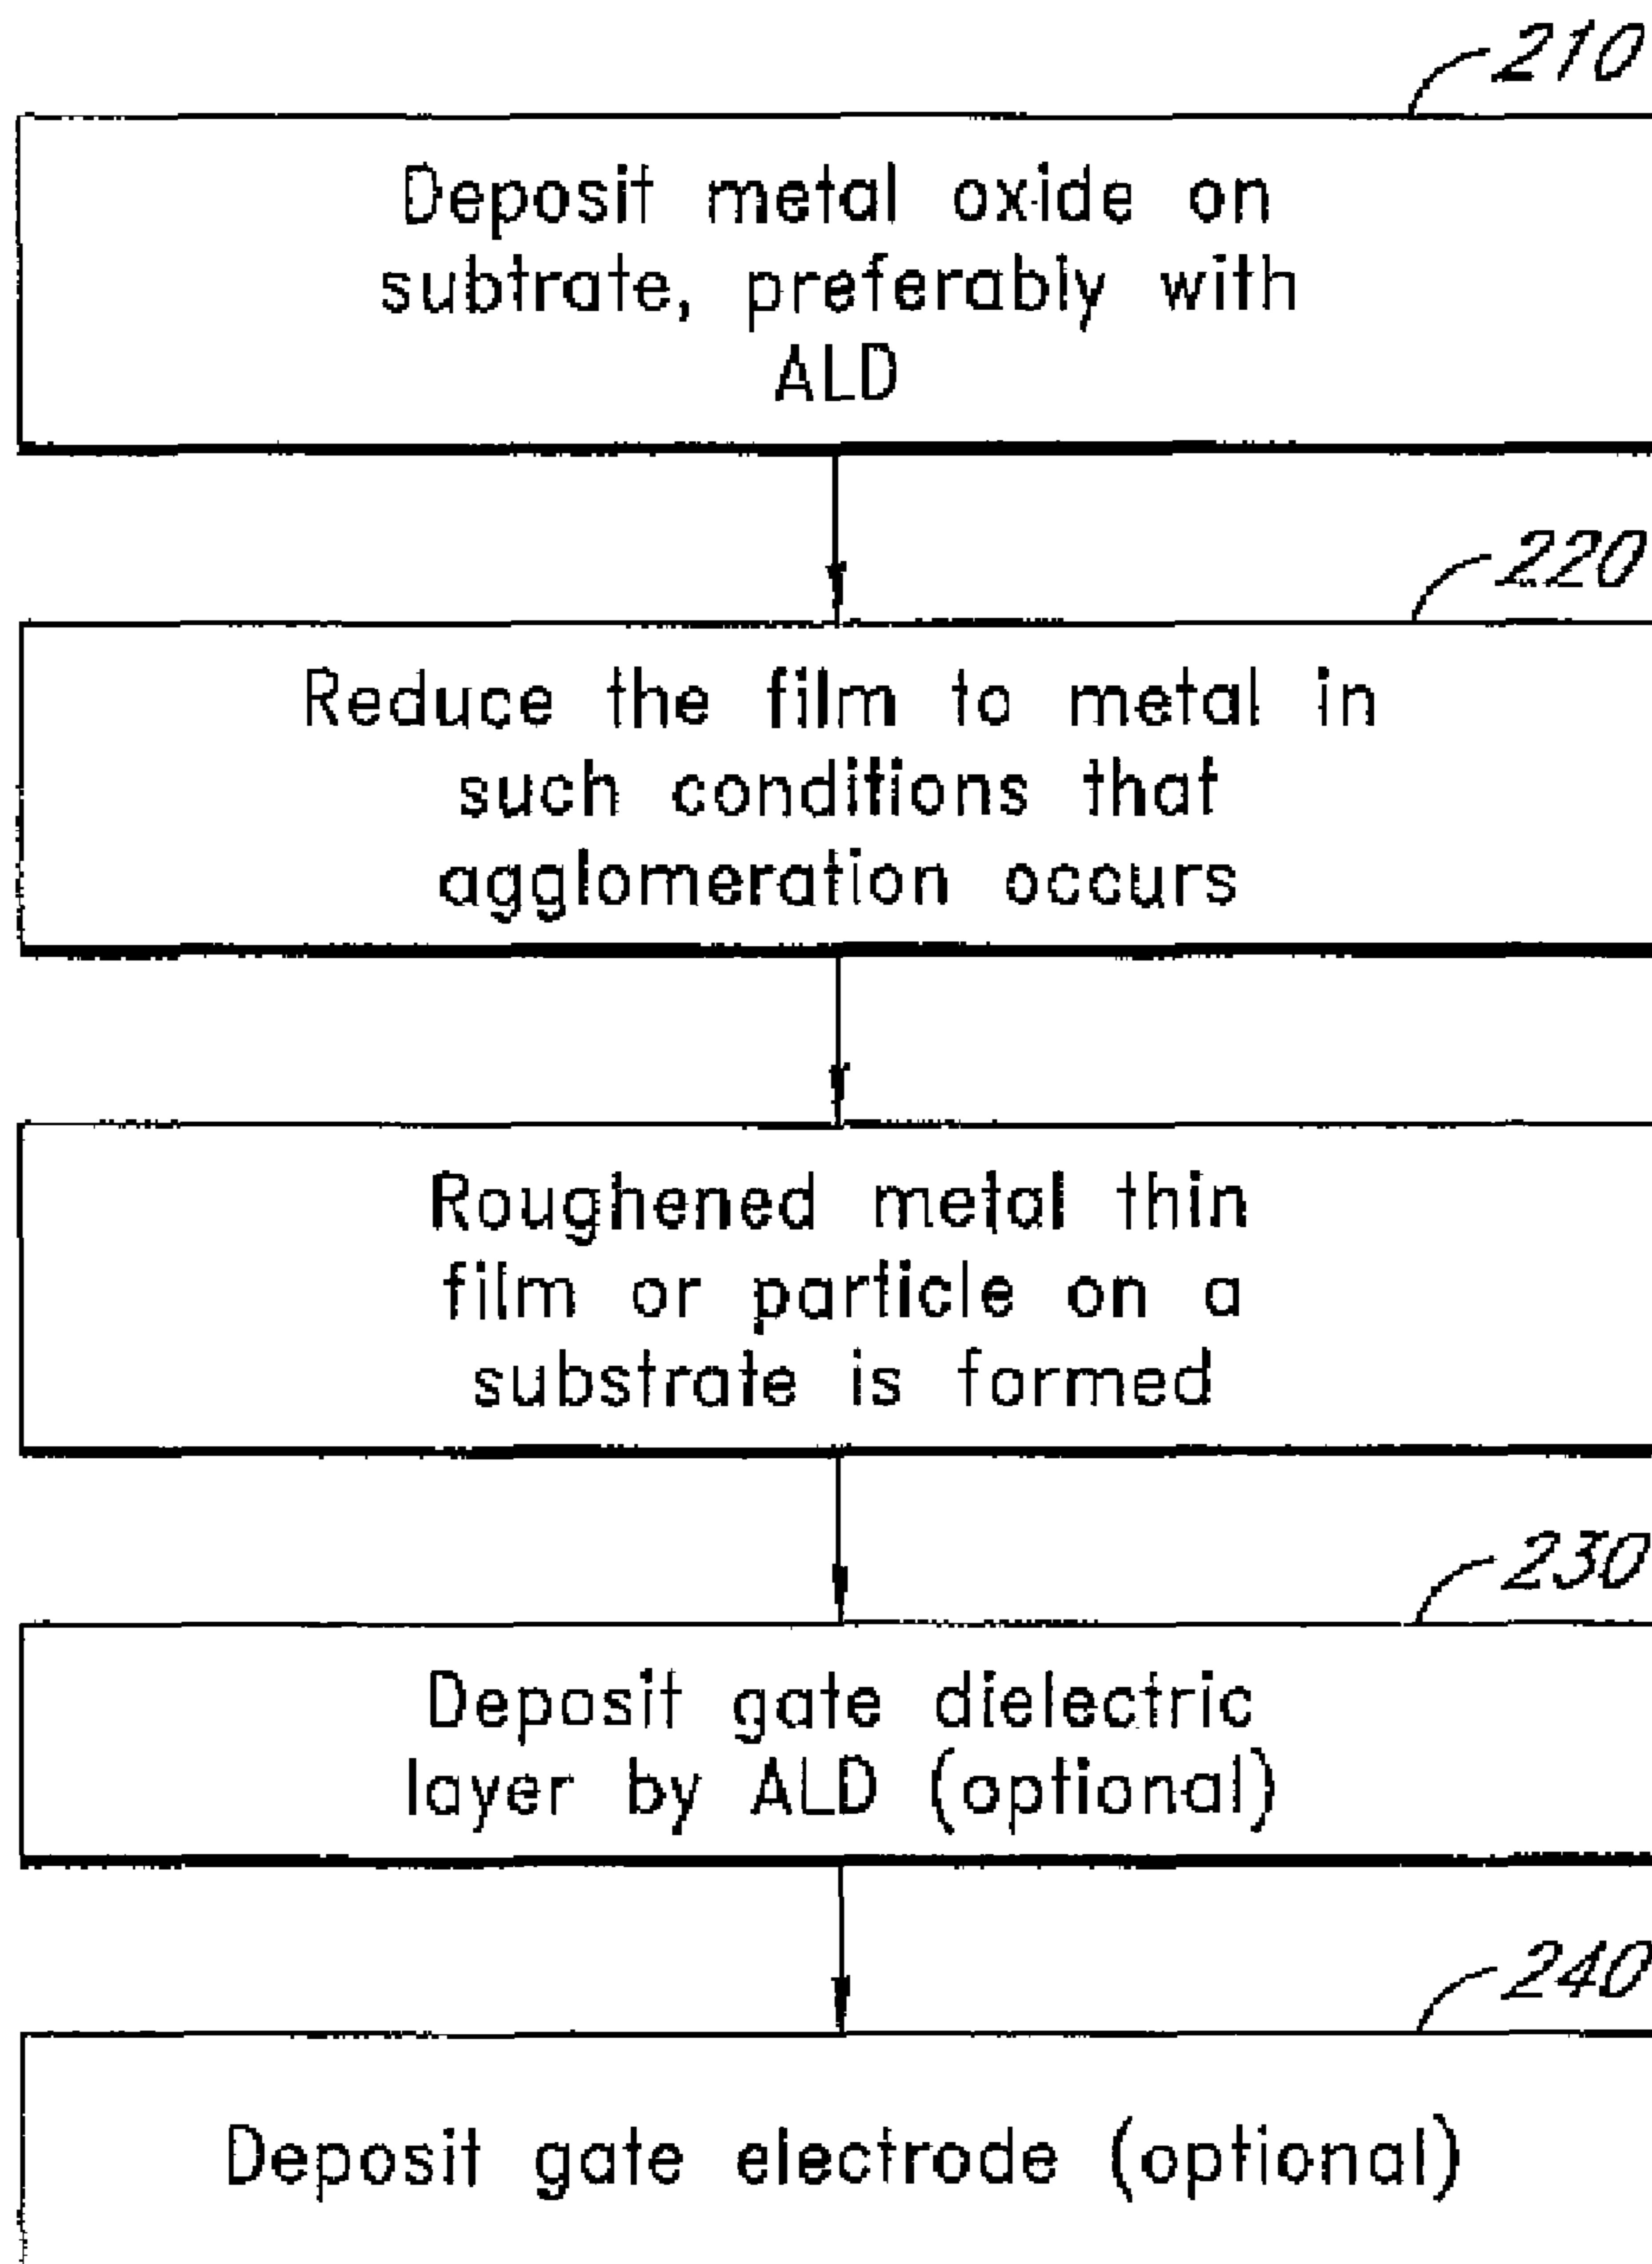 210
Deposit metal oxide on
subtrate, preferably with
ALD
220
Reduce the film to metal in
such conditions that
agglomeration occurs
Roughened metal thin
film or particle on a
substrate is formed
230
Deposit gate dielectric
layer by ALD (optional)
240
Deposit gate electrode (optional)